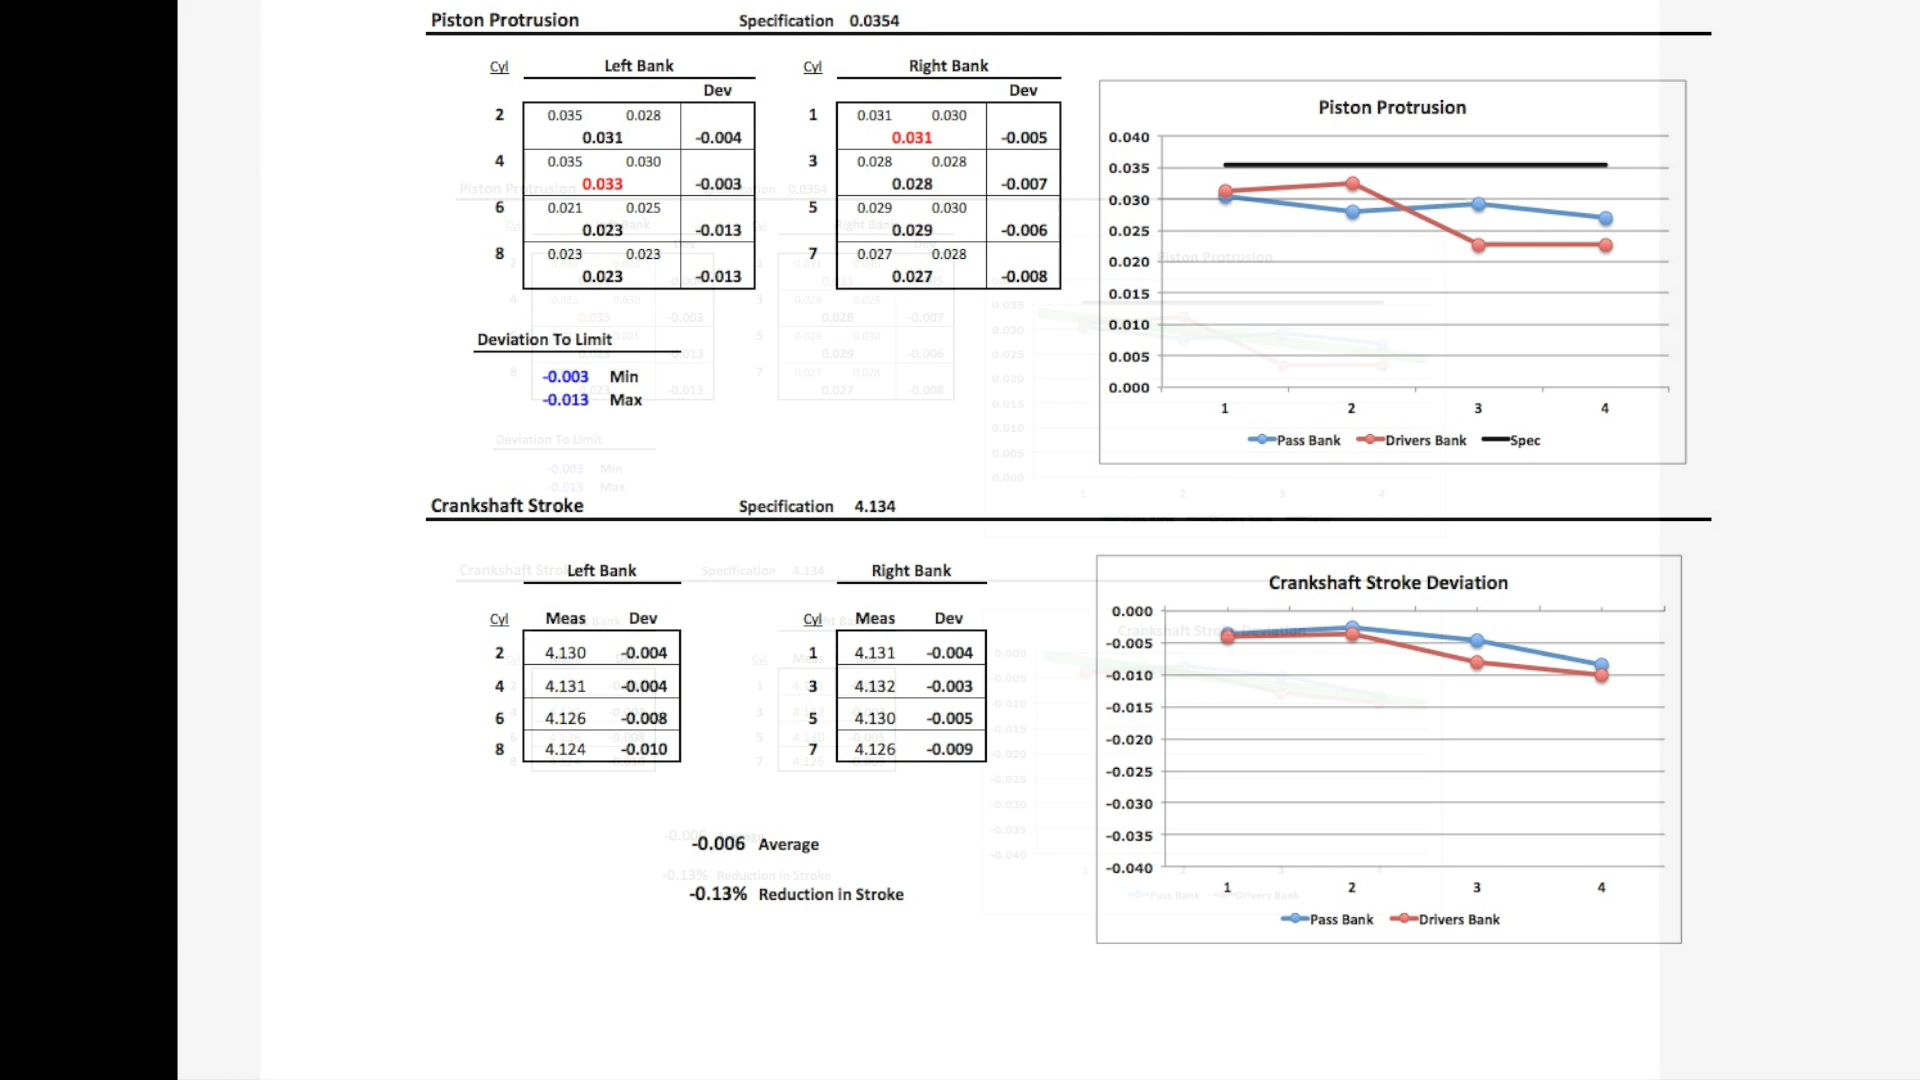 Piston Protrusion Specification 0.0354
Cyl Left Bank
Dev
2 0.035 0.028
0.031 -0.004
4 0.035 0.030
0.033 -0.003
6 0.021 0.025
0.023 -0.013
8 0.023 0.023
0.023 -0.013
Cyl Right Bank
Dev
1 0.031 0.030
0.031 -0.005
3 0.028 0.028
0.028 -0.007
5 0.029 0.030
0.029 -0.006
7 0.027 0.028
0.027 -0.008
Deviation To Limit
-0.003 Min
-0.013 Max
Piston Protrusion
0.040
0.035
0.030
0.025
0.020
0.015
0.010
0.005
0.000
1 2 3 4
Pass Bank Drivers Bank Spec
Crankshaft Stroke Specification 4.134
Left Bank
Cyl Meas Dev
2 4.130 -0.004
4 4.131 -0.004
6 4.126 -0.008
8 4.124 -0.010
Right Bank
Cyl Meas Dev
1 4.131 -0.004
3 4.132 -0.003
5 4.130 -0.005
7 4.126 -0.009
-0.006 Average
-0.13% Reduction in Stroke
Crankshaft Stroke Deviation
0.000
-0.005
-0.010
-0.015
-0.020
-0.025
-0.030
-0.035
-0.040
1 2 3 4
Pass Bank Drivers Bank